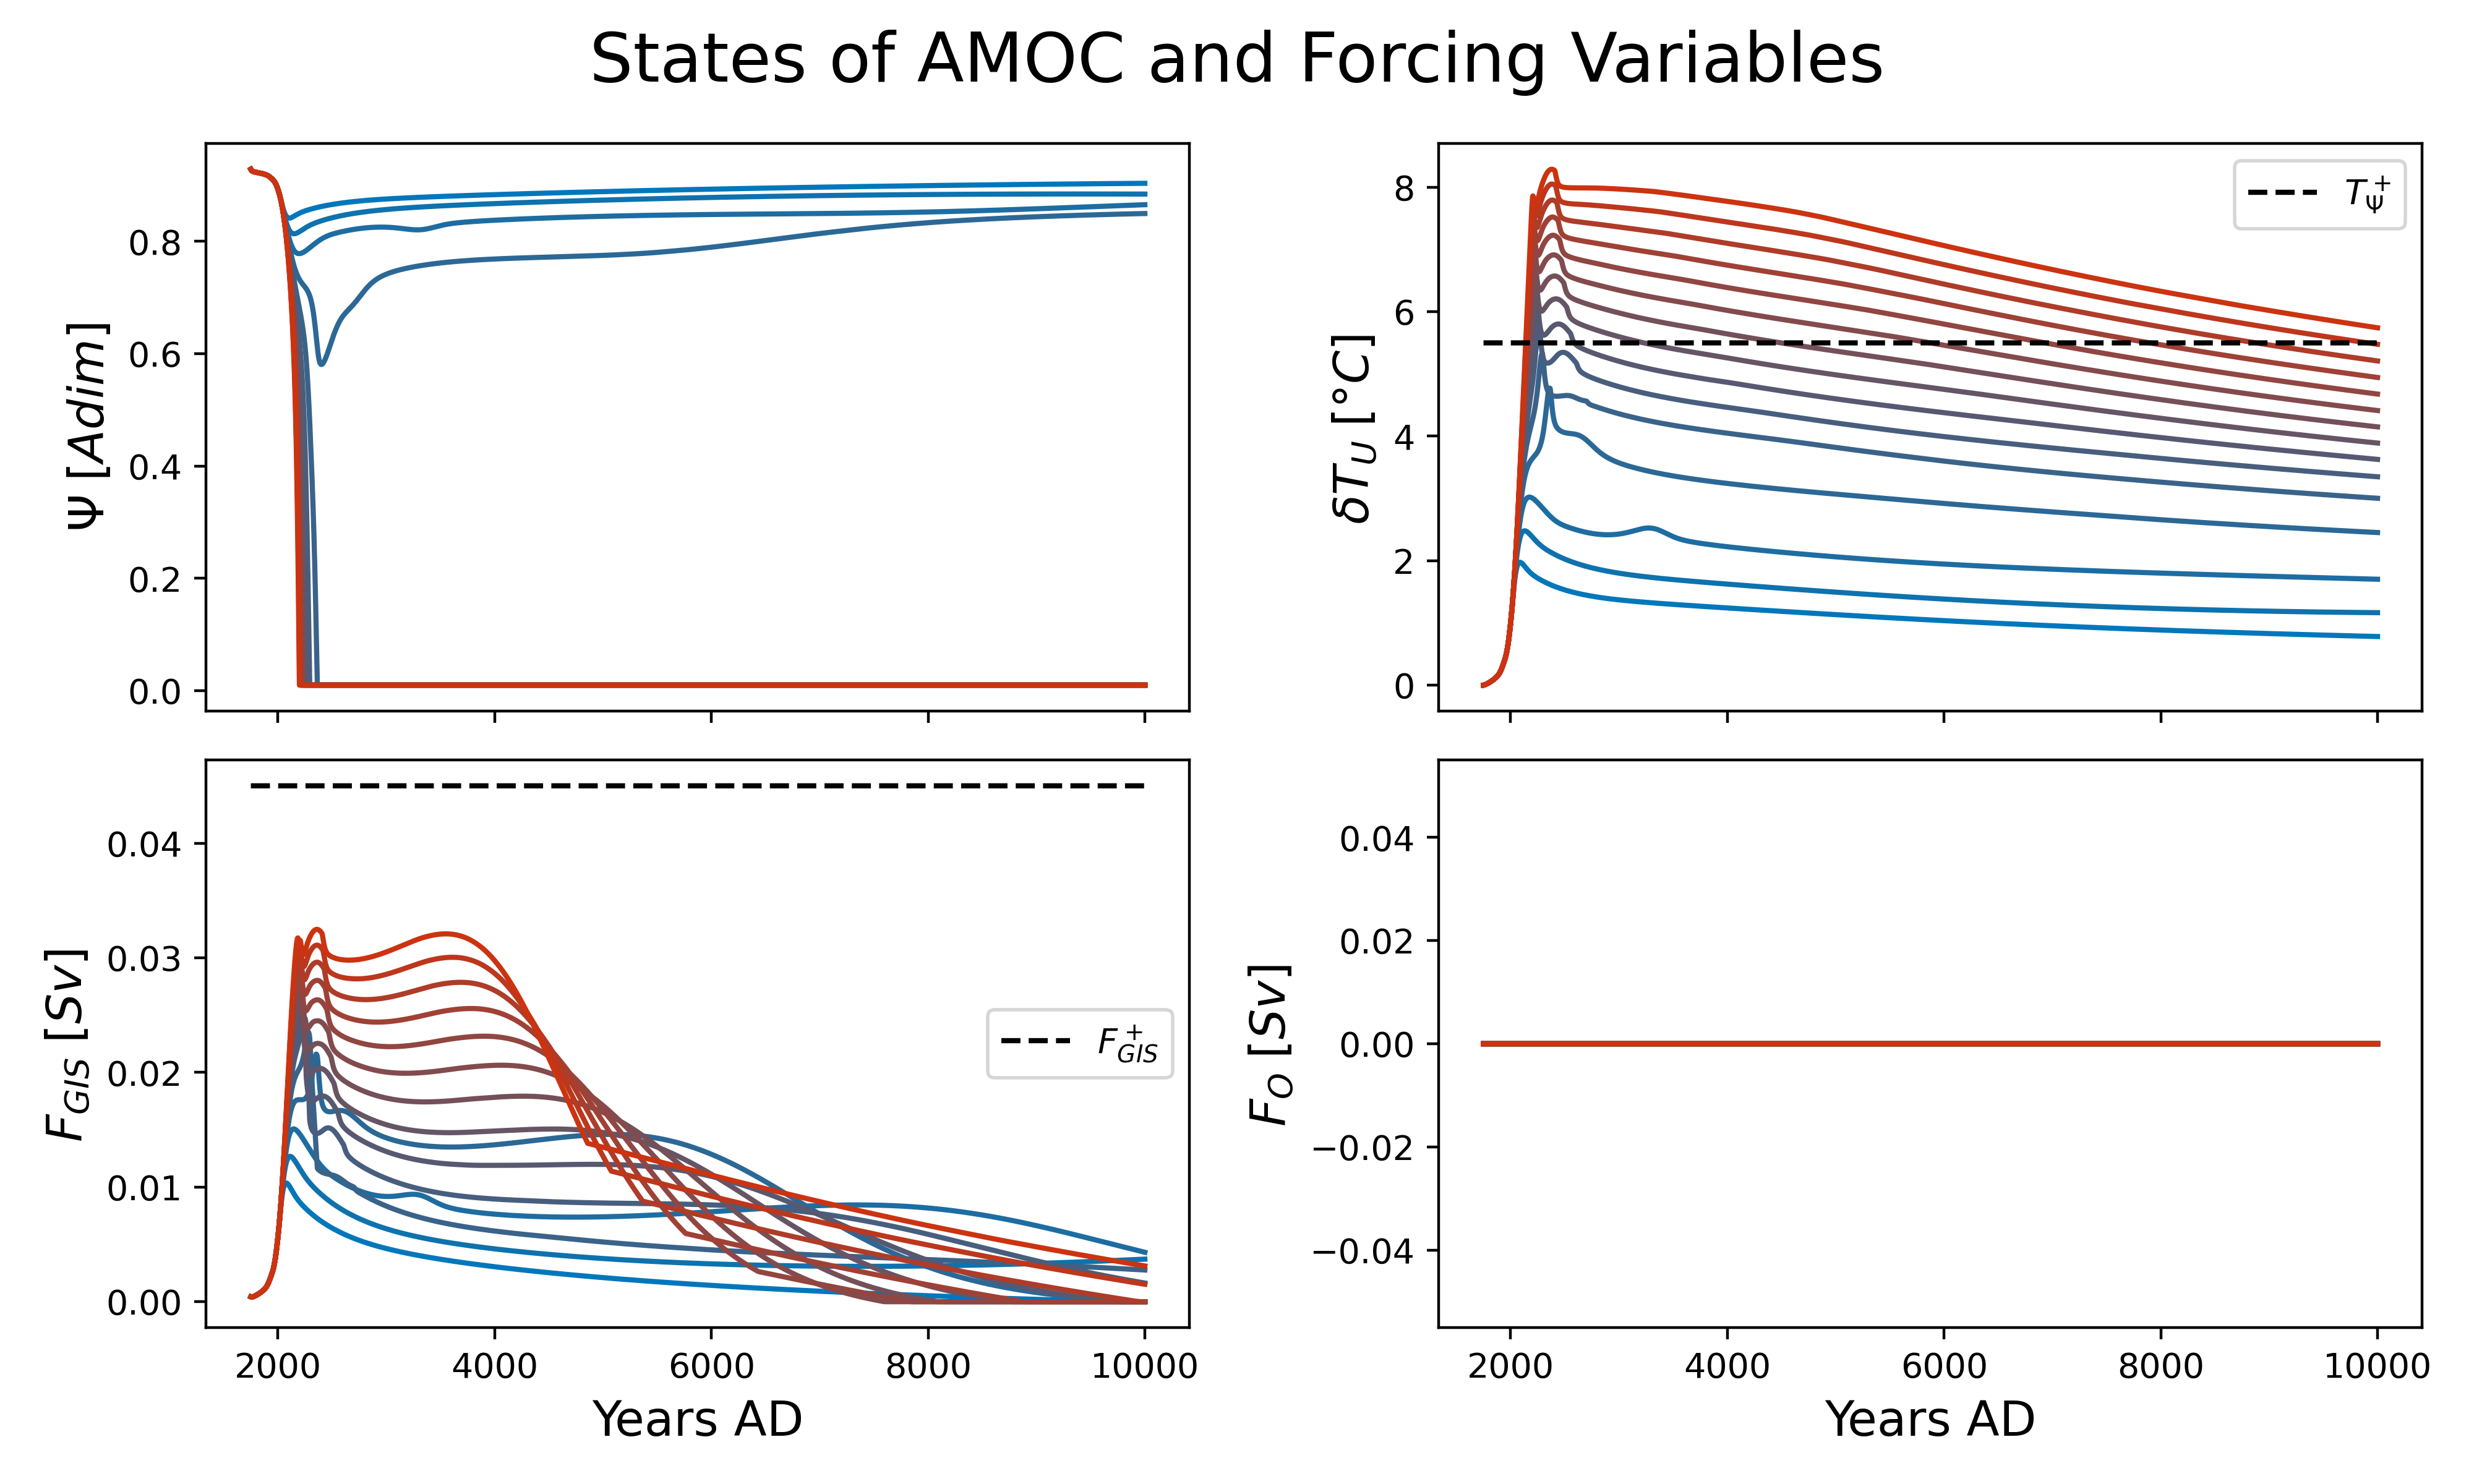 States of AMOC and Forcing Variables
Ψ [Adim]
0.8
0.6
0.4
0.2
0.0
δT_U [°C]
8
6
4
2
0
T_Ψ^+
F_GIS [Sv]
0.04
0.03
0.02
0.01
0.00
F_GIS^+
2000 4000 6000 8000 10000
Years AD
F_O [Sv]
0.04
0.02
0.00
−0.02
−0.04
2000 4000 6000 8000 10000
Years AD